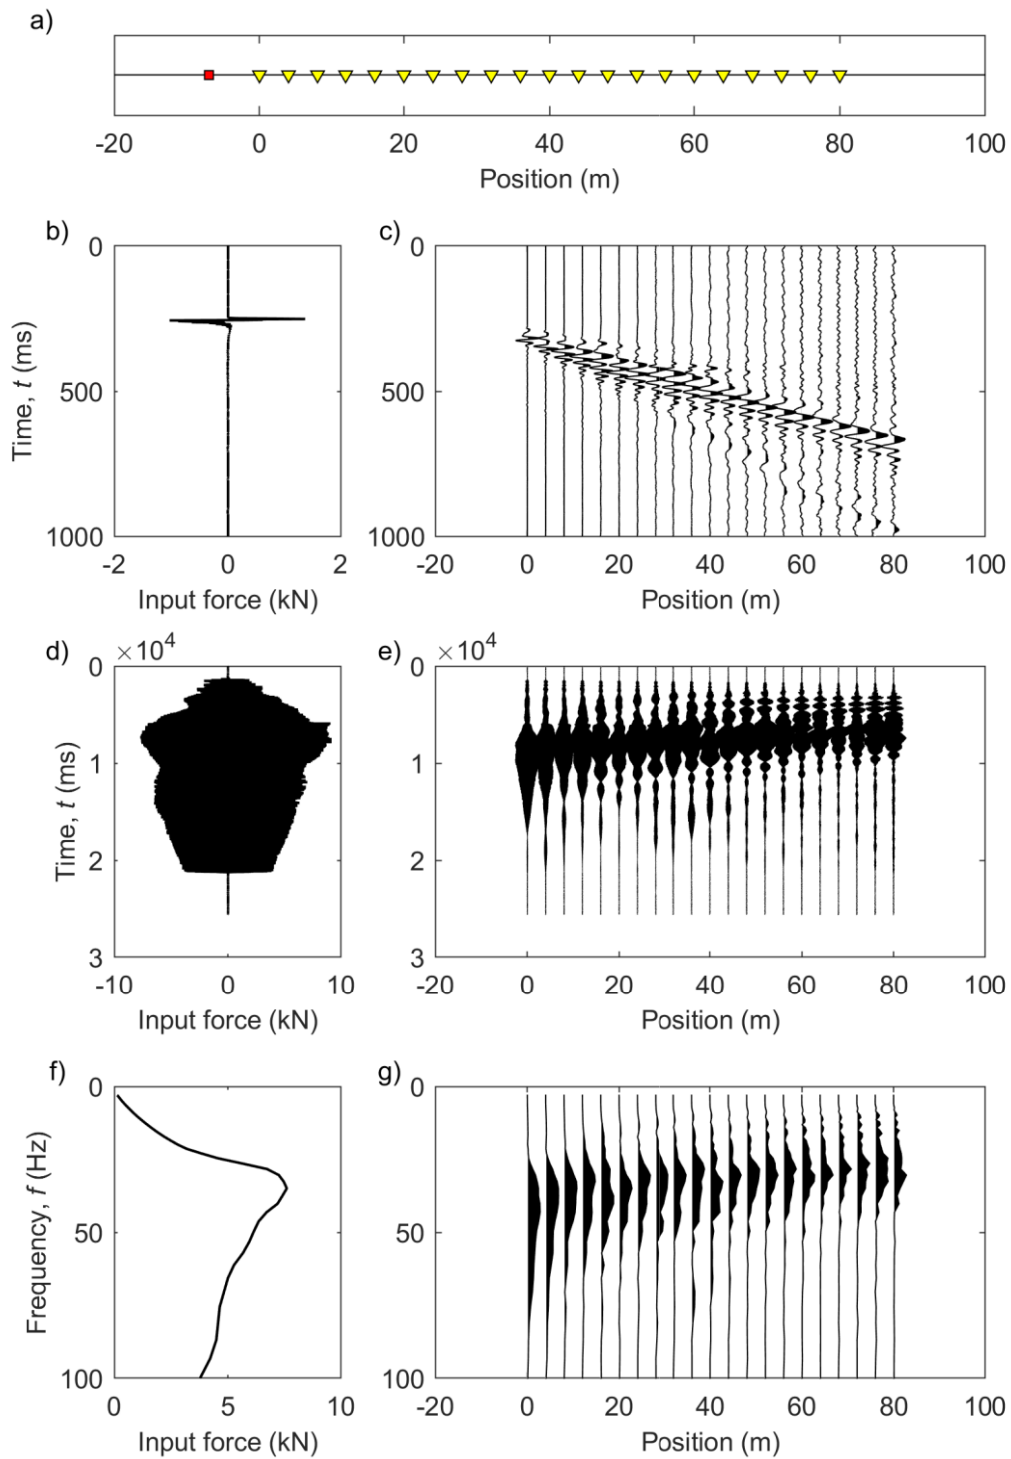 a)
-20 0 20 40 60 80 100
Position (m)
b) c)
0 0
500 500
1000 1000
Time, t (ms)
-2 0 2 -20 0 20 40 60 80 100
Input force (kN) Position (m)
d) ×10⁴ e) ×10⁴
0 0
1 1
2 2
3 3
Time, t (ms)
-10 0 10 -20 0 20 40 60 80 100
Input force (kN) Position (m)
f) g)
0 0
50 50
100 100
Frequency, f (Hz)
0 5 10 -20 0 20 40 60 80 100
Input force (kN) Position (m)